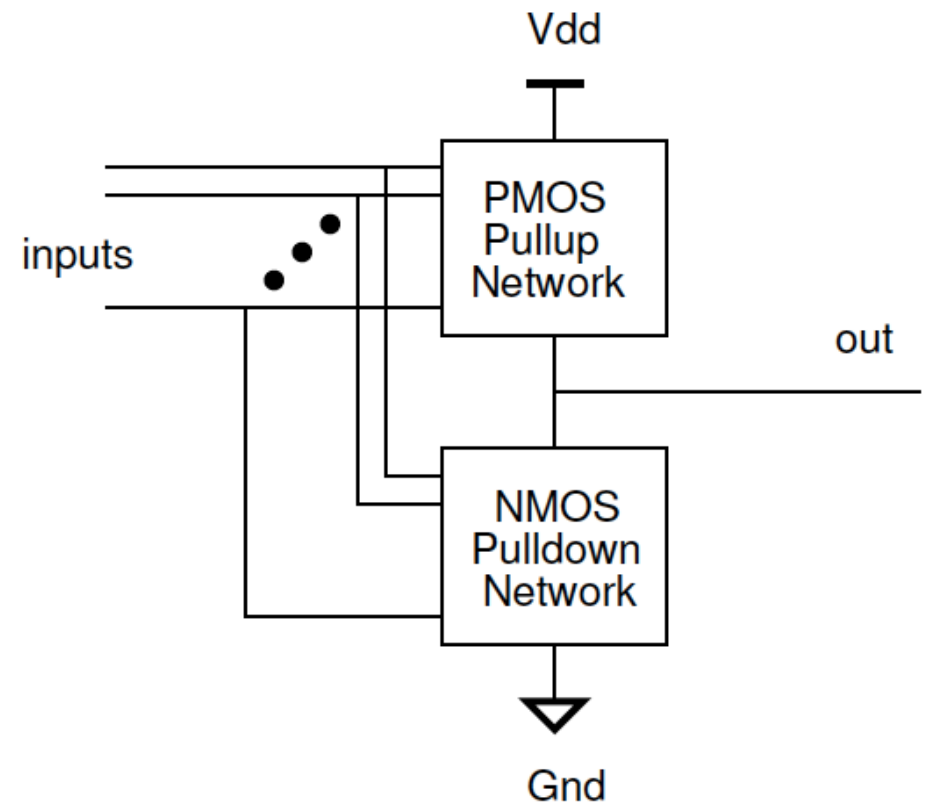 Vdd
PMOS
Pullup
Network
inputs
out
NMOS
Pulldown
Network
Gnd